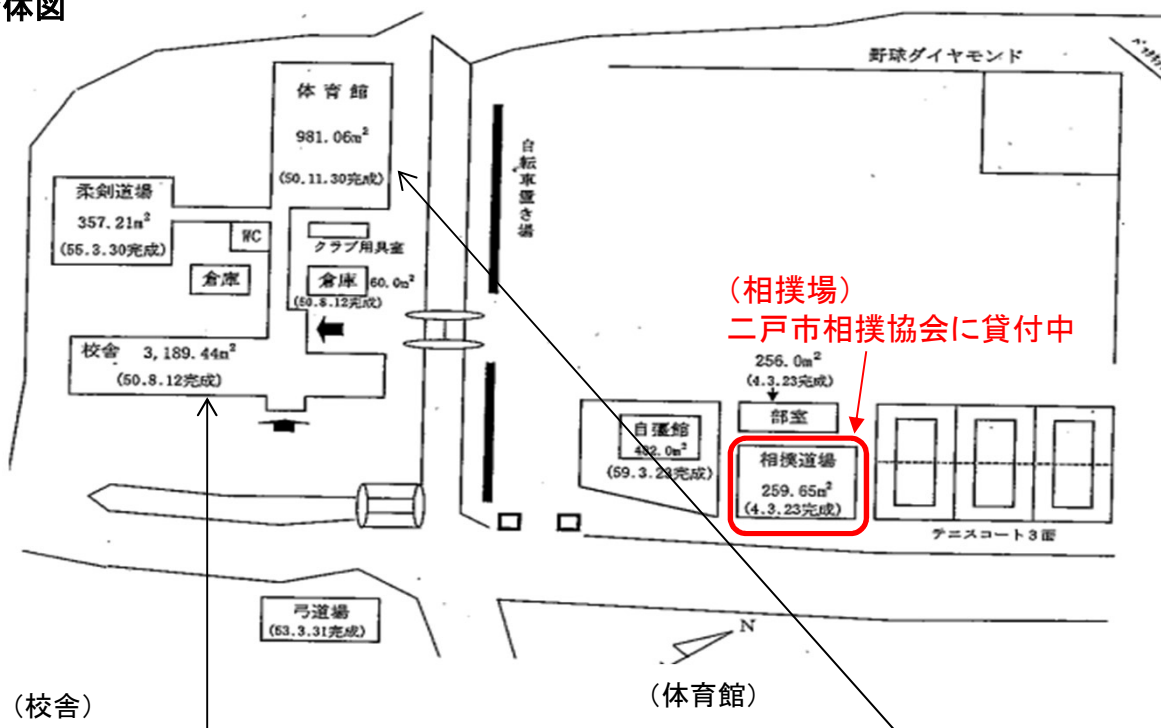 体図
野球ダイヤモンド
体育館
981.06m²
(50.11.30完成)
自転車置き場
柔剣道場
357.21m²
(55.3.30完成)
WC
クラブ用具室
倉庫
倉庫 60.0m²
(50.8.12完成)
(相撲場)
二戸市相撲協会に貸付中
校舎 3,189.44m²
(50.8.12完成)
256.0m²
(4.3.23完成)
部室
自彊館
482.0m²
(59.3.23完成)
相撲道場
259.65m²
(4.3.23完成)
テニスコート3面
弓道場
(53.3.31完成)
N
(校舎)
(体育館)